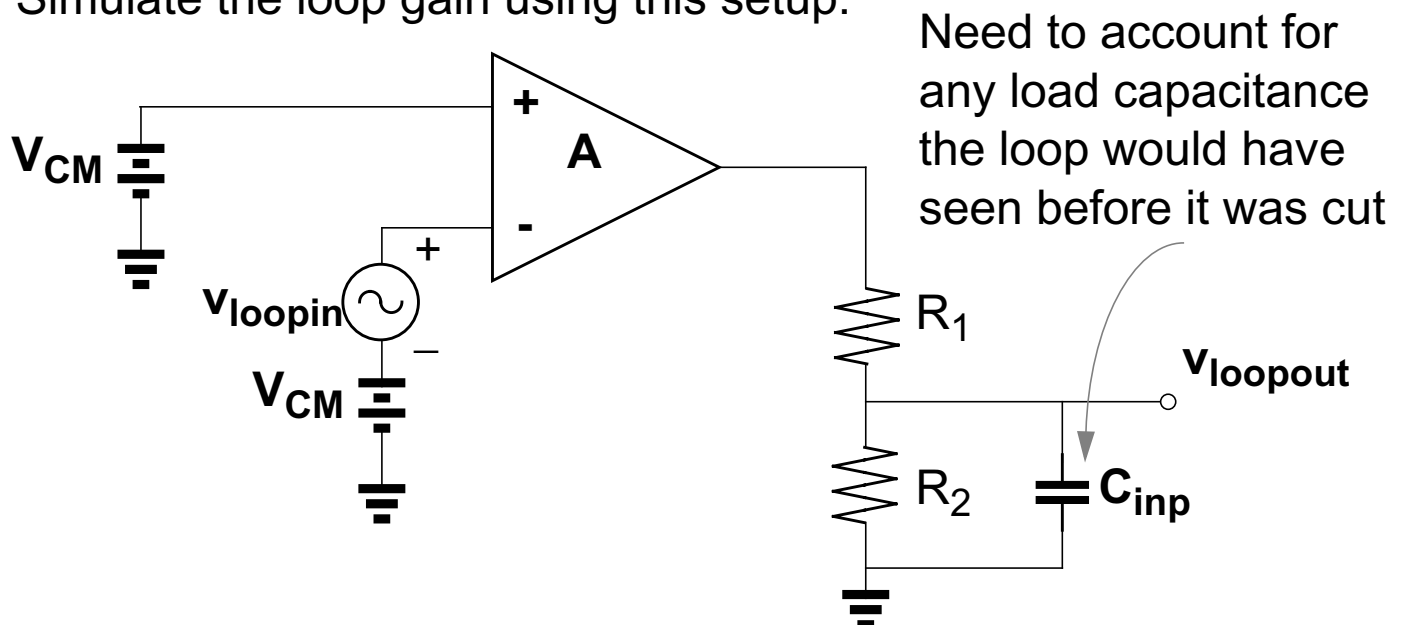 Simulate the loop gain using this setup:
Need to account for
any load capacitance
the loop would have
seen before it was cut
VCM
+
A
-
+
vloopin
–
VCM
R1
vloopout
R2
Cinp